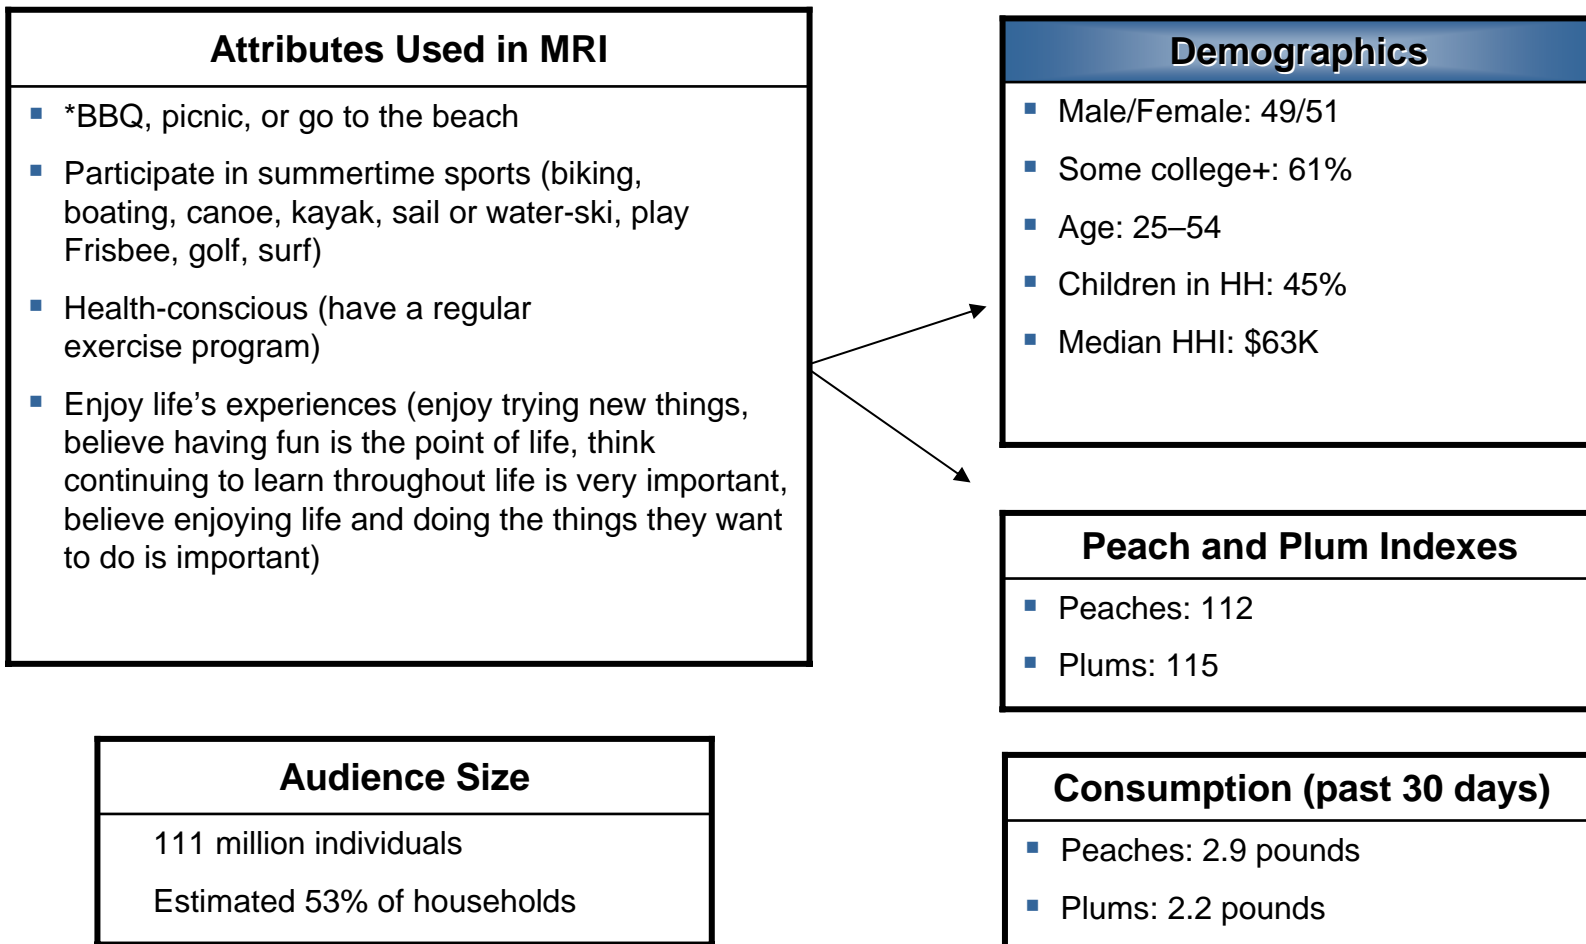 Attributes Used in MRI
*BBQ, picnic, or go to the beach
Participate in summertime sports (biking,
boating, canoe, kayak, sail or water-ski, play
Frisbee, golf, surf)
Health-conscious (have a regular
exercise program)
Enjoy life’s experiences (enjoy trying new things,
believe having fun is the point of life, think
continuing to learn throughout life is very important,
believe enjoying life and doing the things they want
to do is important)
Audience Size
111 million individuals
Estimated 53% of households
Demographics
Male/Female: 49/51
Some college+: 61%
Age: 25–54
Children in HH: 45%
Median HHI: $63K
Peach and Plum Indexes
Peaches: 112
Plums: 115
Consumption (past 30 days)
Peaches: 2.9 pounds
Plums: 2.2 pounds